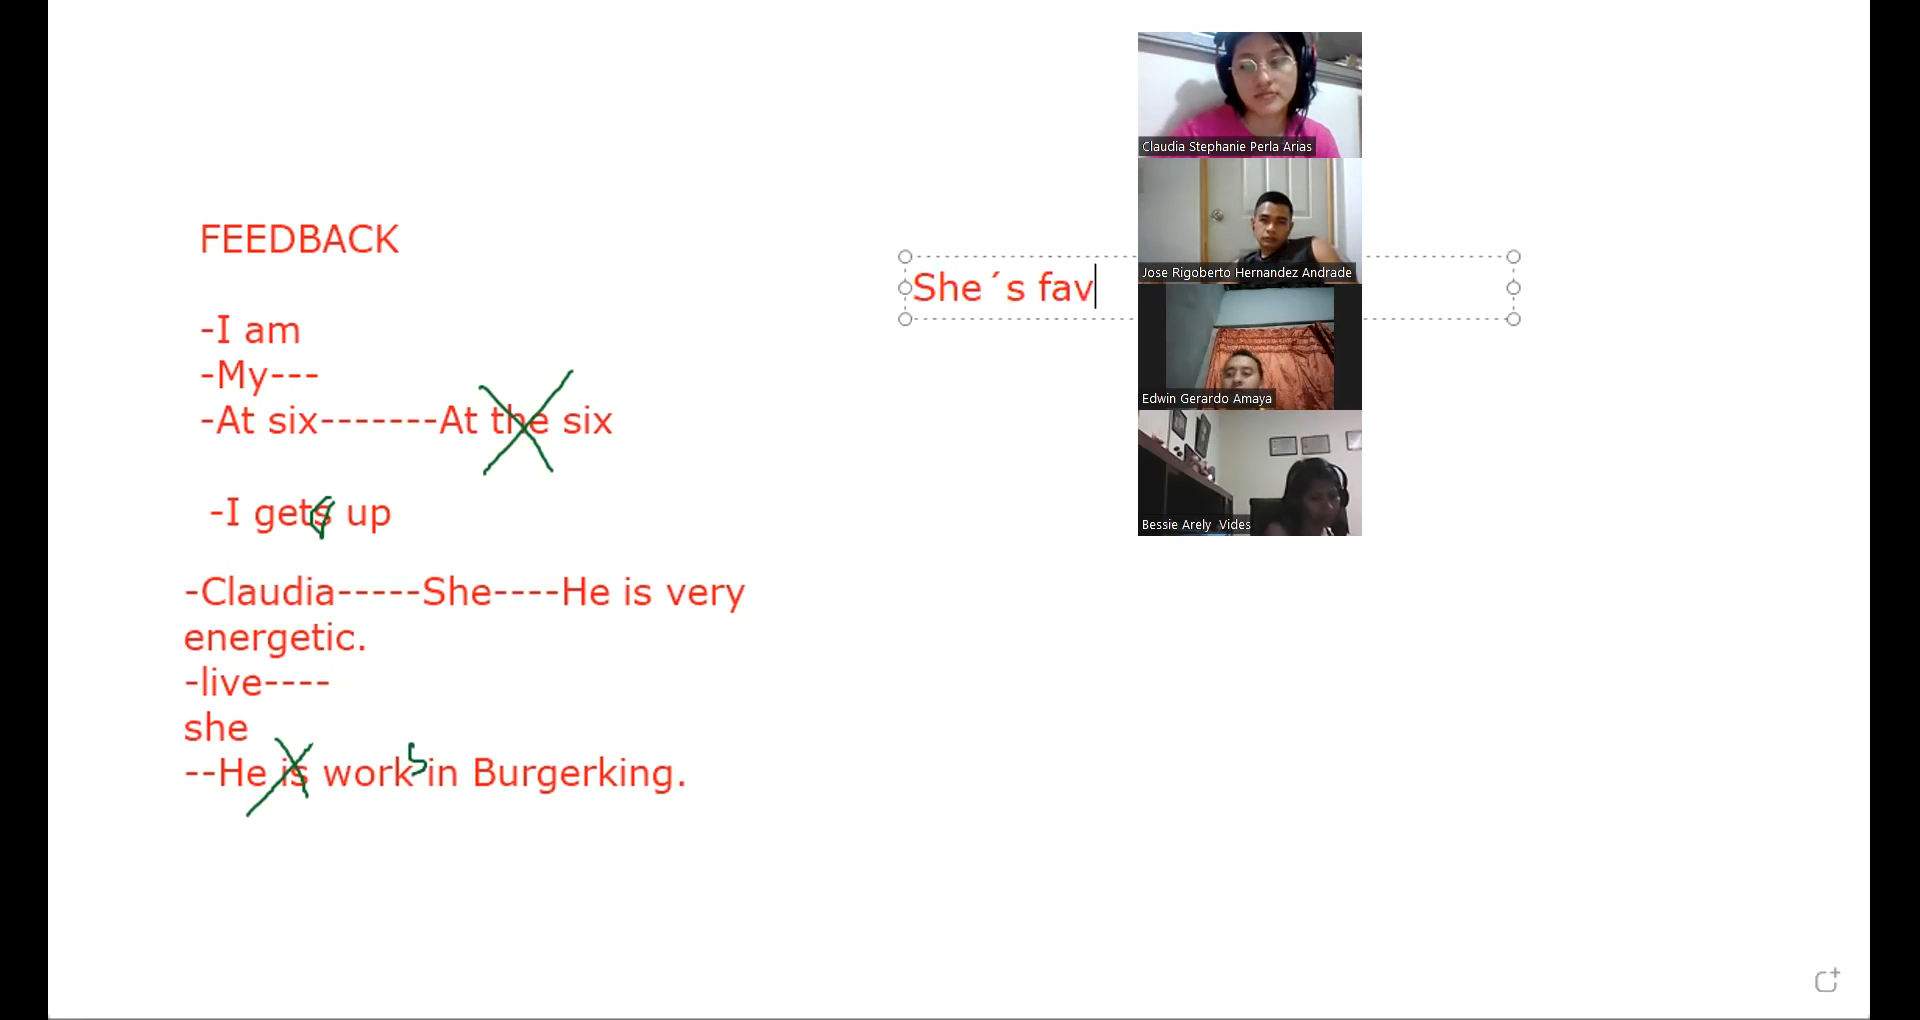 FEEDBACK
-I am
-My---
-At six-------At the six
-I gets up
-Claudia-----She----He is very
energetic.
-live----
she
--He is work s in Burgerking.
She´s fav
Claudia Stephanie Perla Arias
Jose Rigoberto Hernandez Andrade
Edwin Gerardo Amaya
Bessie Arely Vides